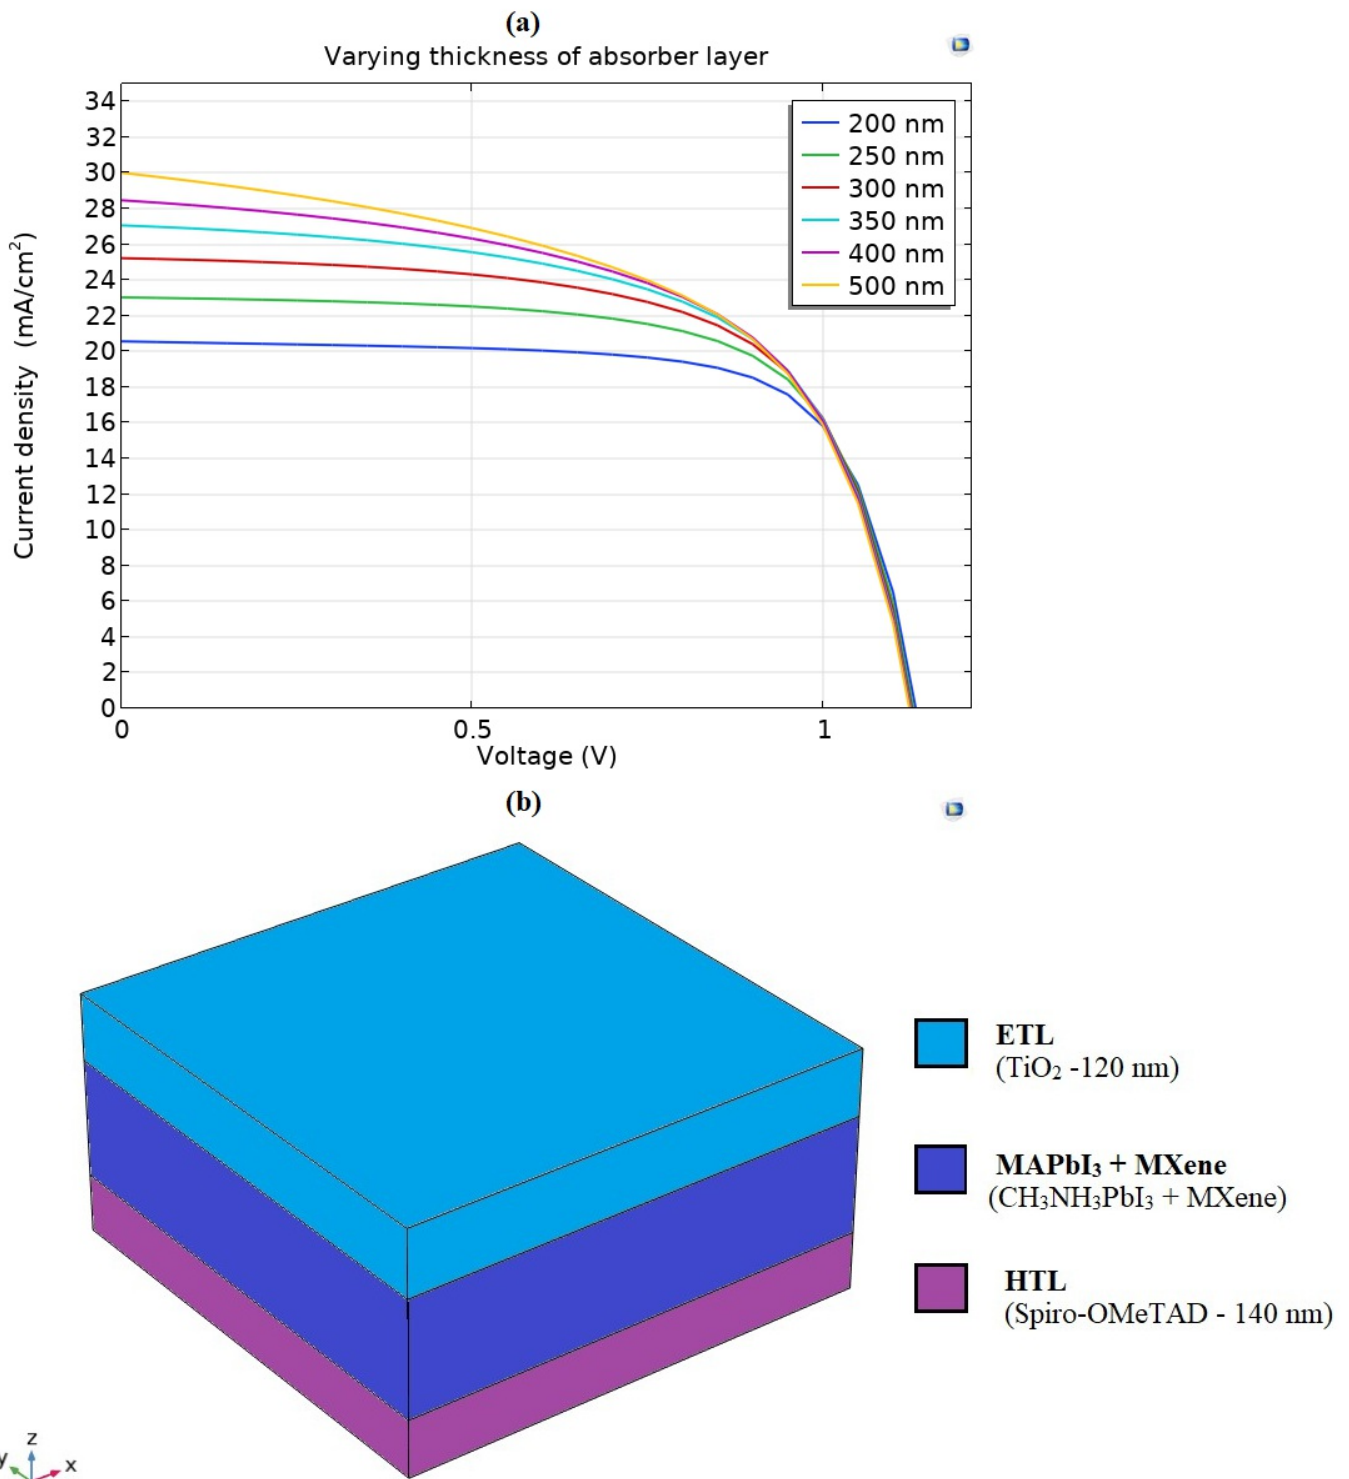 (a)
Varying thickness of absorber layer
34
32
30
28
26
24
22
20
18
16
14
12
10
8
6
4
2
0
Current density (mA/cm²)
200 nm
250 nm
300 nm
350 nm
400 nm
500 nm
0 0.5 1
Voltage (V)
(b)
ETL
(TiO₂ -120 nm)
MAPbI₃ + MXene
(CH₃NH₃PbI₃ + MXene)
HTL
(Spiro-OMeTAD - 140 nm)
z
y x